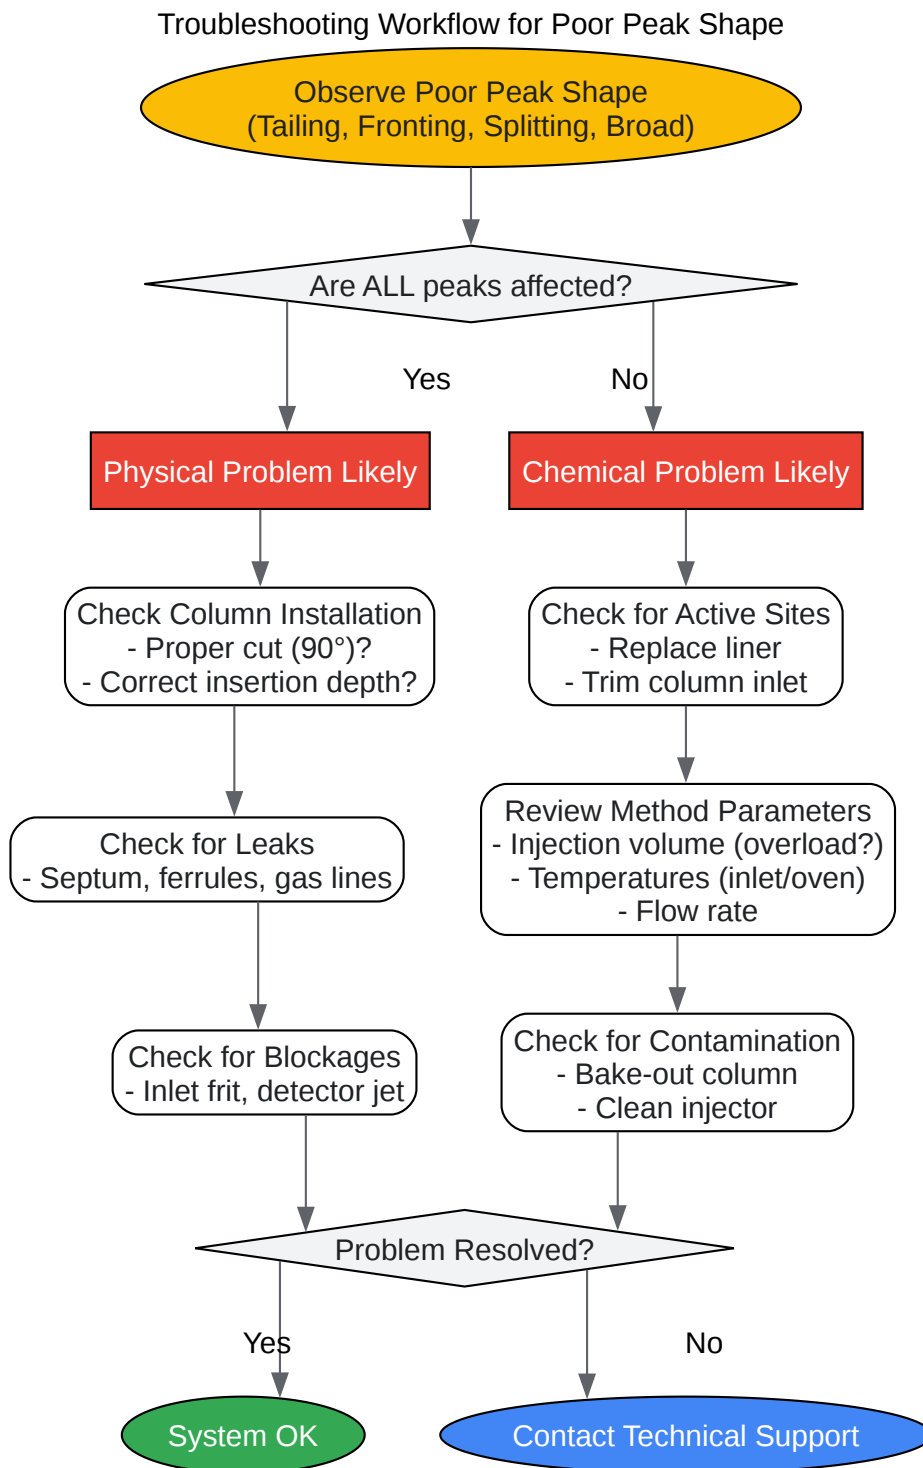 Troubleshooting Workflow for Poor Peak Shape
Observe Poor Peak Shape
(Tailing, Fronting, Splitting, Broad)
Are ALL peaks affected?
Yes
No
Physical Problem Likely
Chemical Problem Likely
Check Column Installation
- Proper cut (90°)?
- Correct insertion depth?
Check for Active Sites
- Replace liner
- Trim column inlet
Check for Leaks
- Septum, ferrules, gas lines
Review Method Parameters
- Injection volume (overload?)
- Temperatures (inlet/oven)
- Flow rate
Check for Blockages
- Inlet frit, detector jet
Check for Contamination
- Bake-out column
- Clean injector
Problem Resolved?
Yes
No
System OK
Contact Technical Support